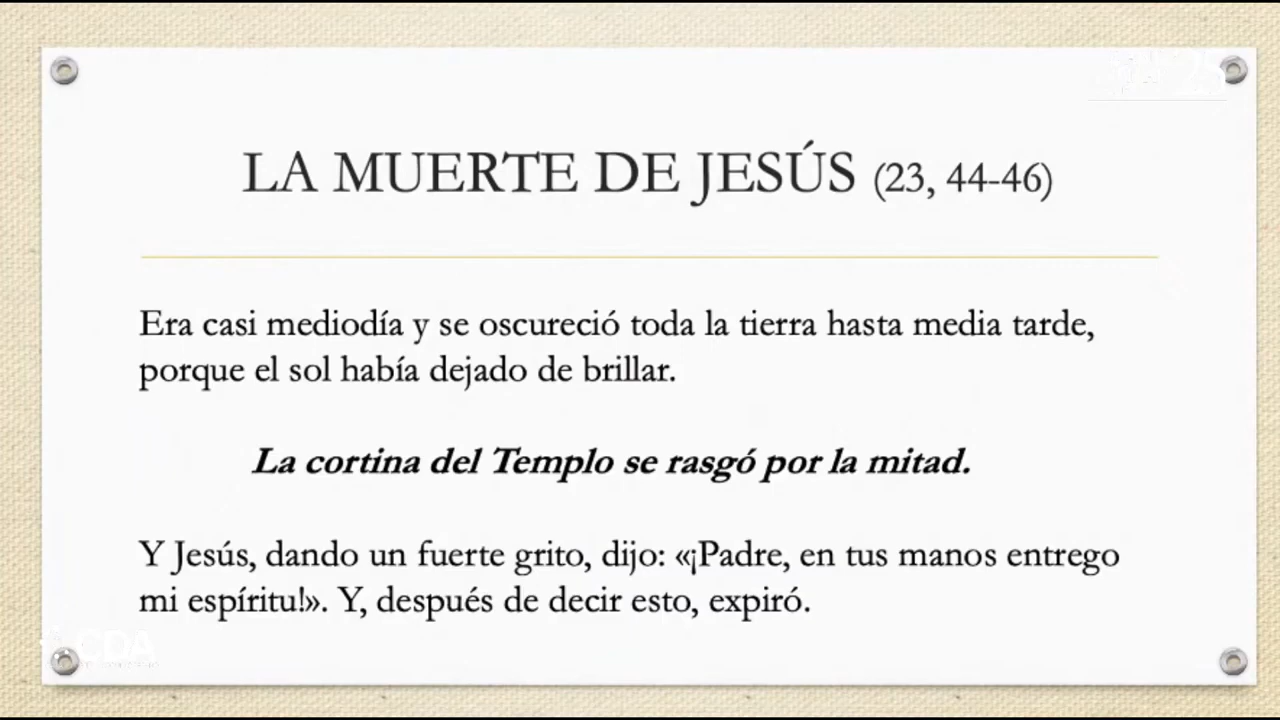 LA MUERTE DE JESÚS (23, 44-46)
Era casi mediodía y se oscureció toda la tierra hasta media tarde,
porque el sol había dejado de brillar.
La cortina del Templo se rasgó por la mitad.
Y Jesús, dando un fuerte grito, dijo: «¡Padre, en tus manos entrego
mi espíritu!». Y, después de decir esto, expiró.
CDA